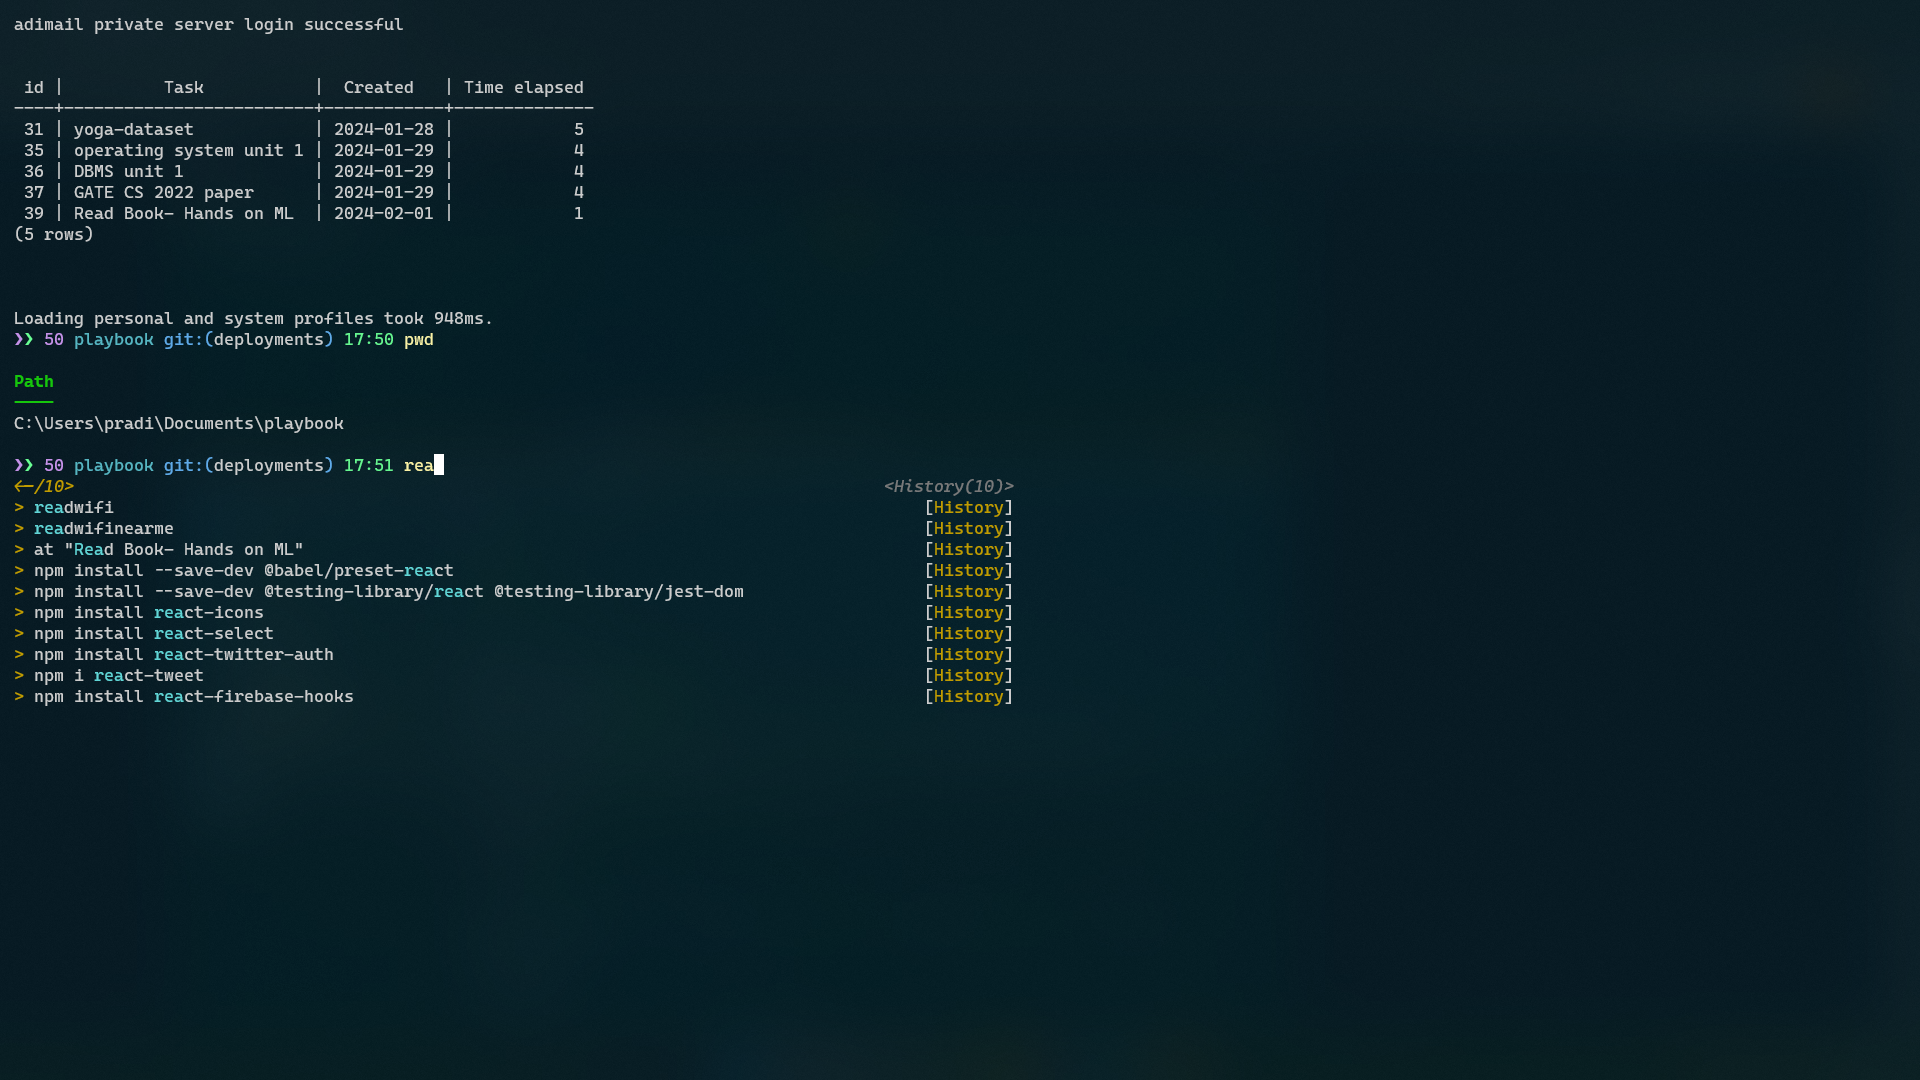 adimail private server login successful
 id |          Task           |  Created   | Time elapsed
----+-------------------------+------------+--------------
 31 | yoga-dataset            | 2024-01-28 |            5
 35 | operating system unit 1 | 2024-01-29 |            4
 36 | DBMS unit 1             | 2024-01-29 |            4
 37 | GATE CS 2022 paper      | 2024-01-29 |            4
 39 | Read Book- Hands on ML  | 2024-02-01 |            1
(5 rows)
Loading personal and system profiles took 948ms.
❯❯ 50 playbook git:(deployments) 17:50 pwd
Path
----
C:\Users\pradi\Documents\playbook
❯❯ 50 playbook git:(deployments) 17:51 rea
<-/10> <History(10)>
> readwifi [History]
> readwifinearme [History]
> at "Read Book- Hands on ML" [History]
> npm install --save-dev @babel/preset-react [History]
> npm install --save-dev @testing-library/react @testing-library/jest-dom [History]
> npm install react-icons [History]
> npm install react-select [History]
> npm install react-twitter-auth [History]
> npm i react-tweet [History]
> npm install react-firebase-hooks [History]